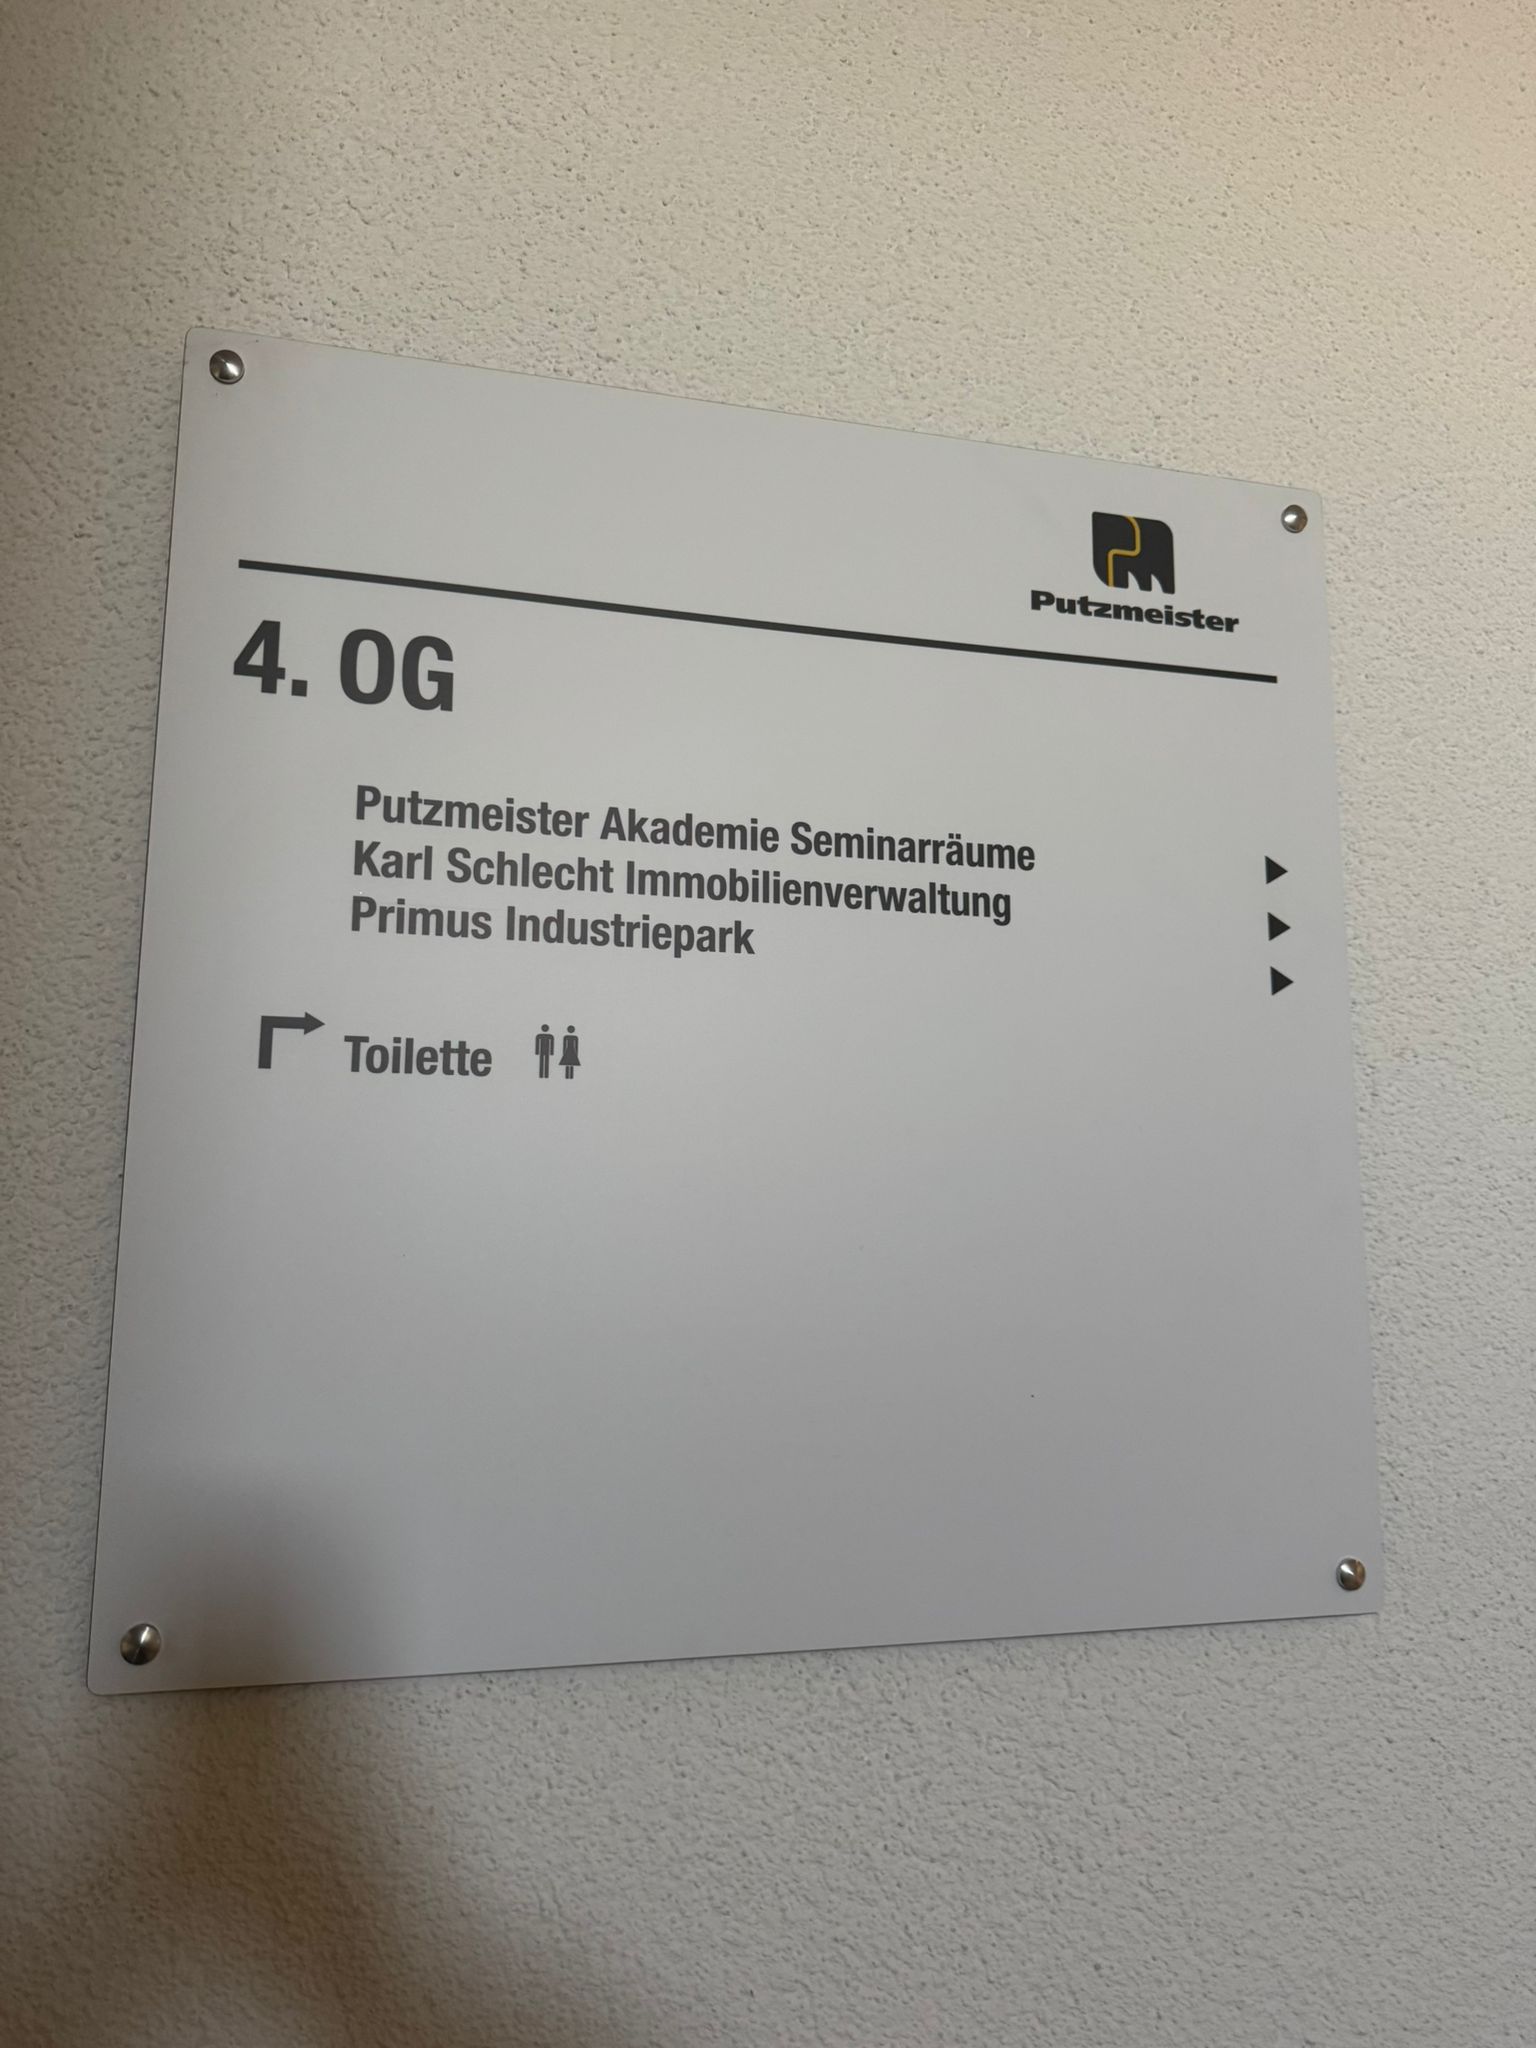 Putzmeister
4. OG
Putzmeister Akademie Seminarräume
Karl Schlecht Immobilienverwaltung
Primus Industriepark
Toilette